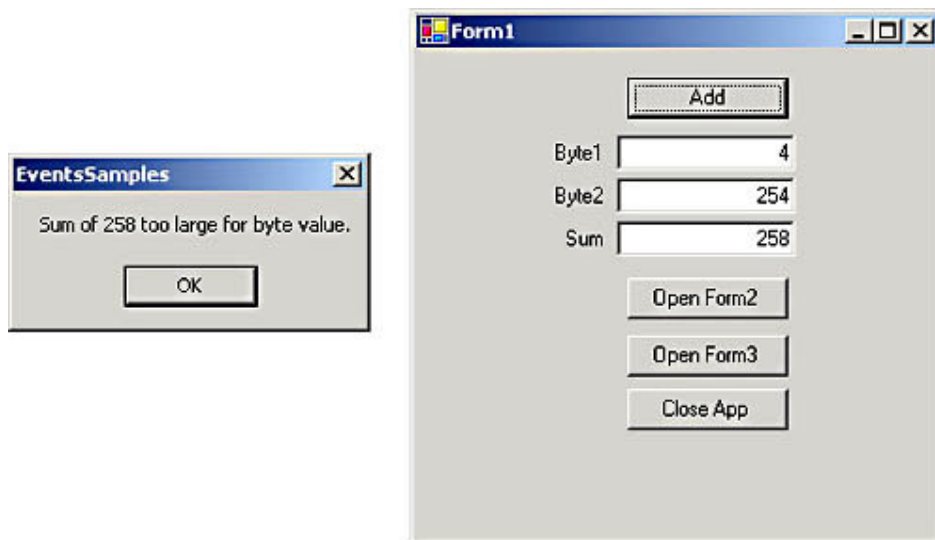 EventsSamples
Sum of 258 too large for byte value.
OK
Form1
Add
Byte1 4
Byte2 254
Sum 258
Open Form2
Open Form3
Close App